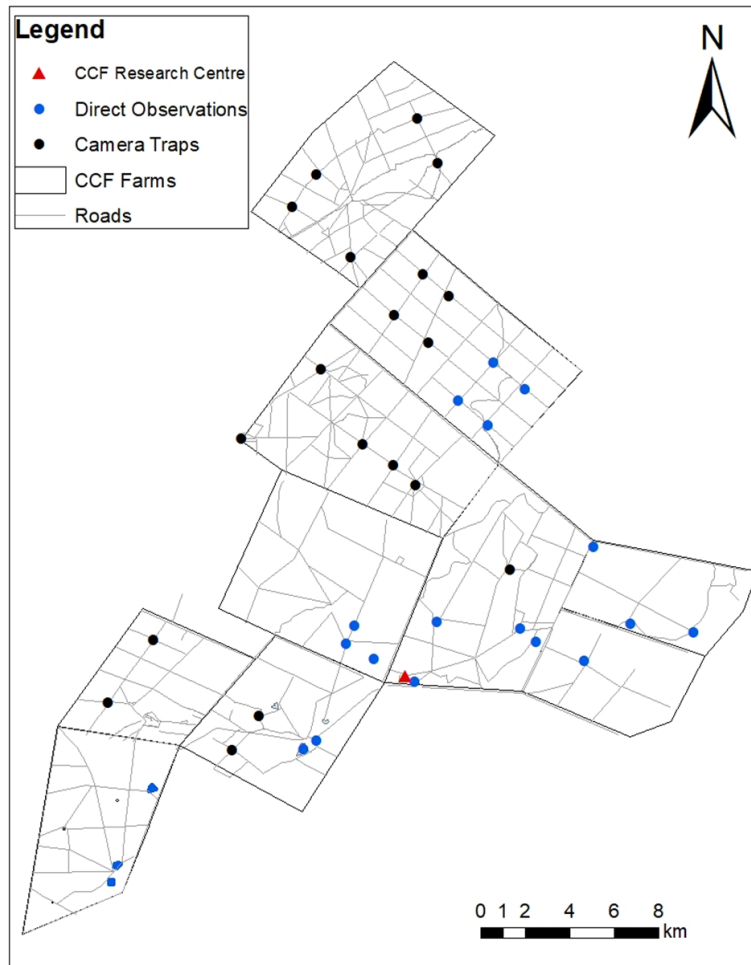 Legend
CCF Research Centre
Direct Observations
Camera Traps
CCF Farms
Roads
N
0 1 2 4 6 8
km